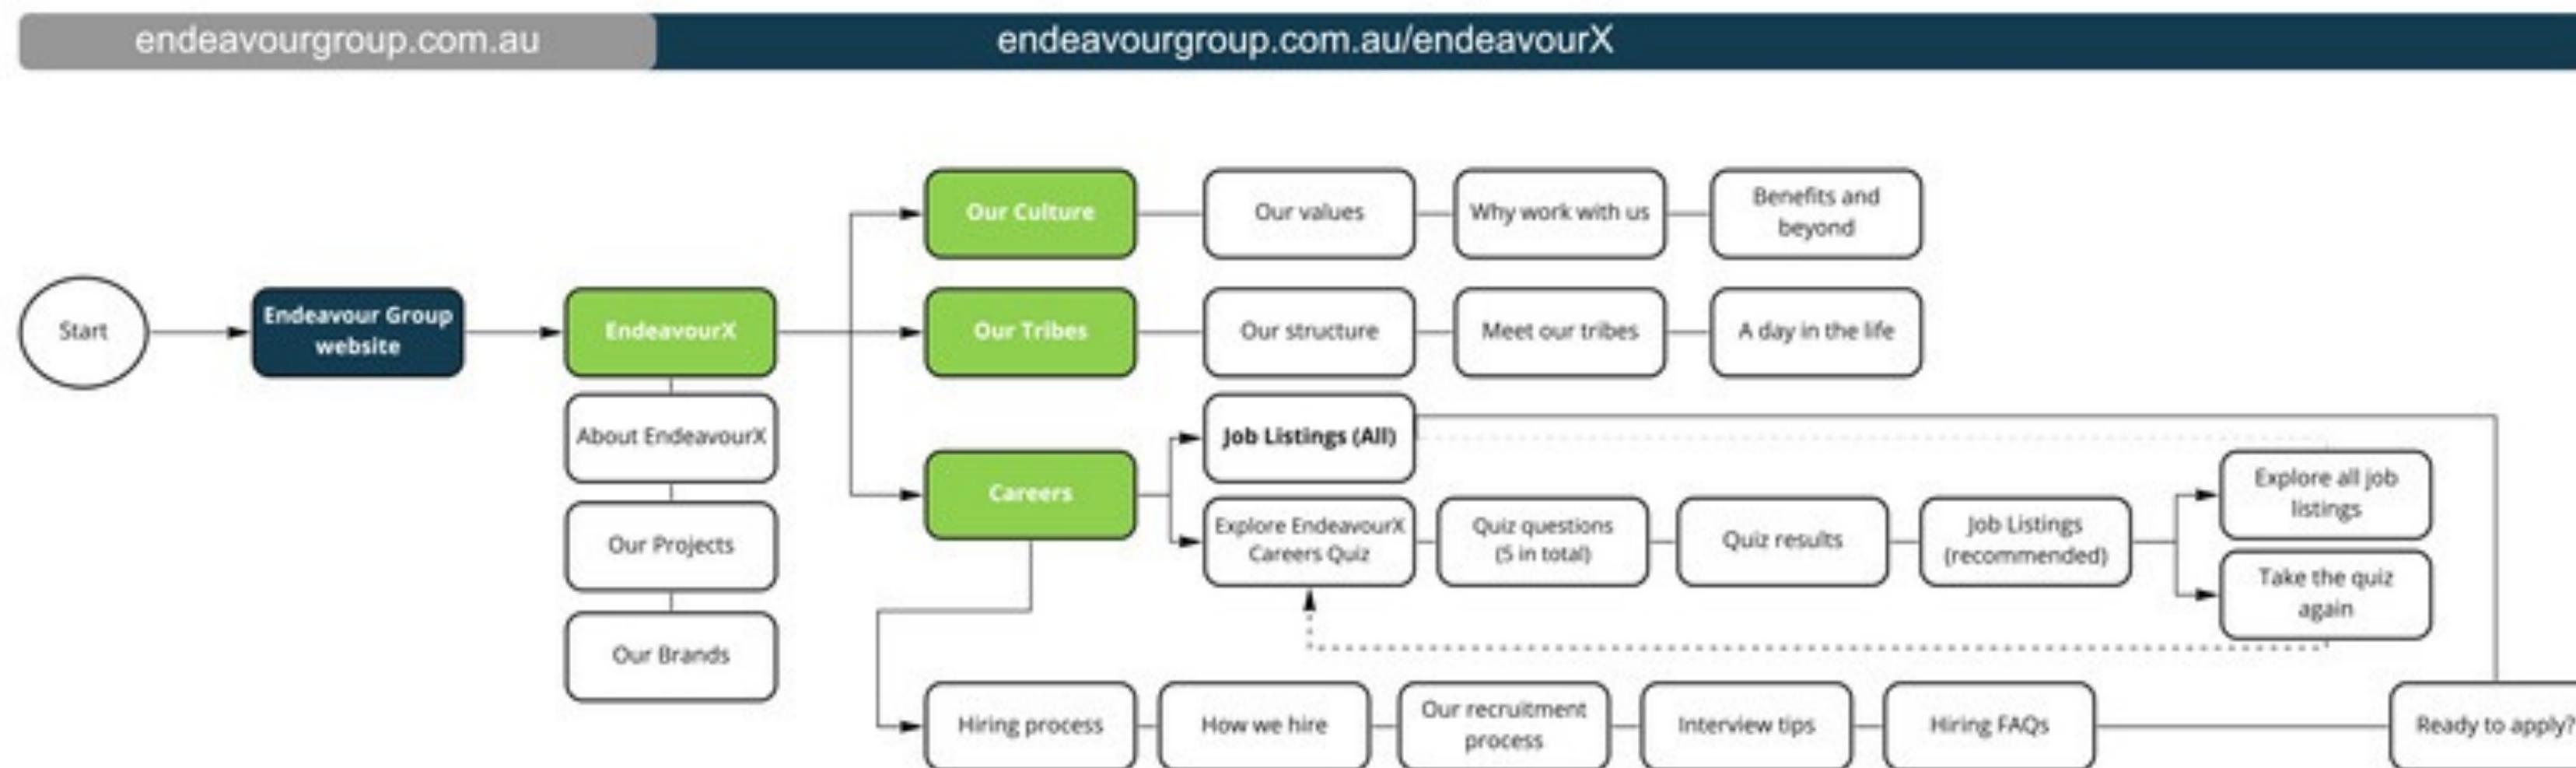 endeavourgroup.com.au
endeavourgroup.com.au/endeavourX
Our Culture
Our values
Why work with us
Benefits and
beyond
Start
Endeavour Group
website
EndeavourX
Our Tribes
Our structure
Meet our tribes
A day in the life
About EndeavourX
Our Projects
Our Brands
Careers
Job Listings (All)
Explore EndeavourX
Careers Quiz
Quiz questions
(5 in total)
Quiz results
Job Listings
(recommended)
Explore all job
listings
Take the quiz
again
Hiring process
How we hire
Our recruitment
process
Interview tips
Hiring FAQs
Ready to apply?